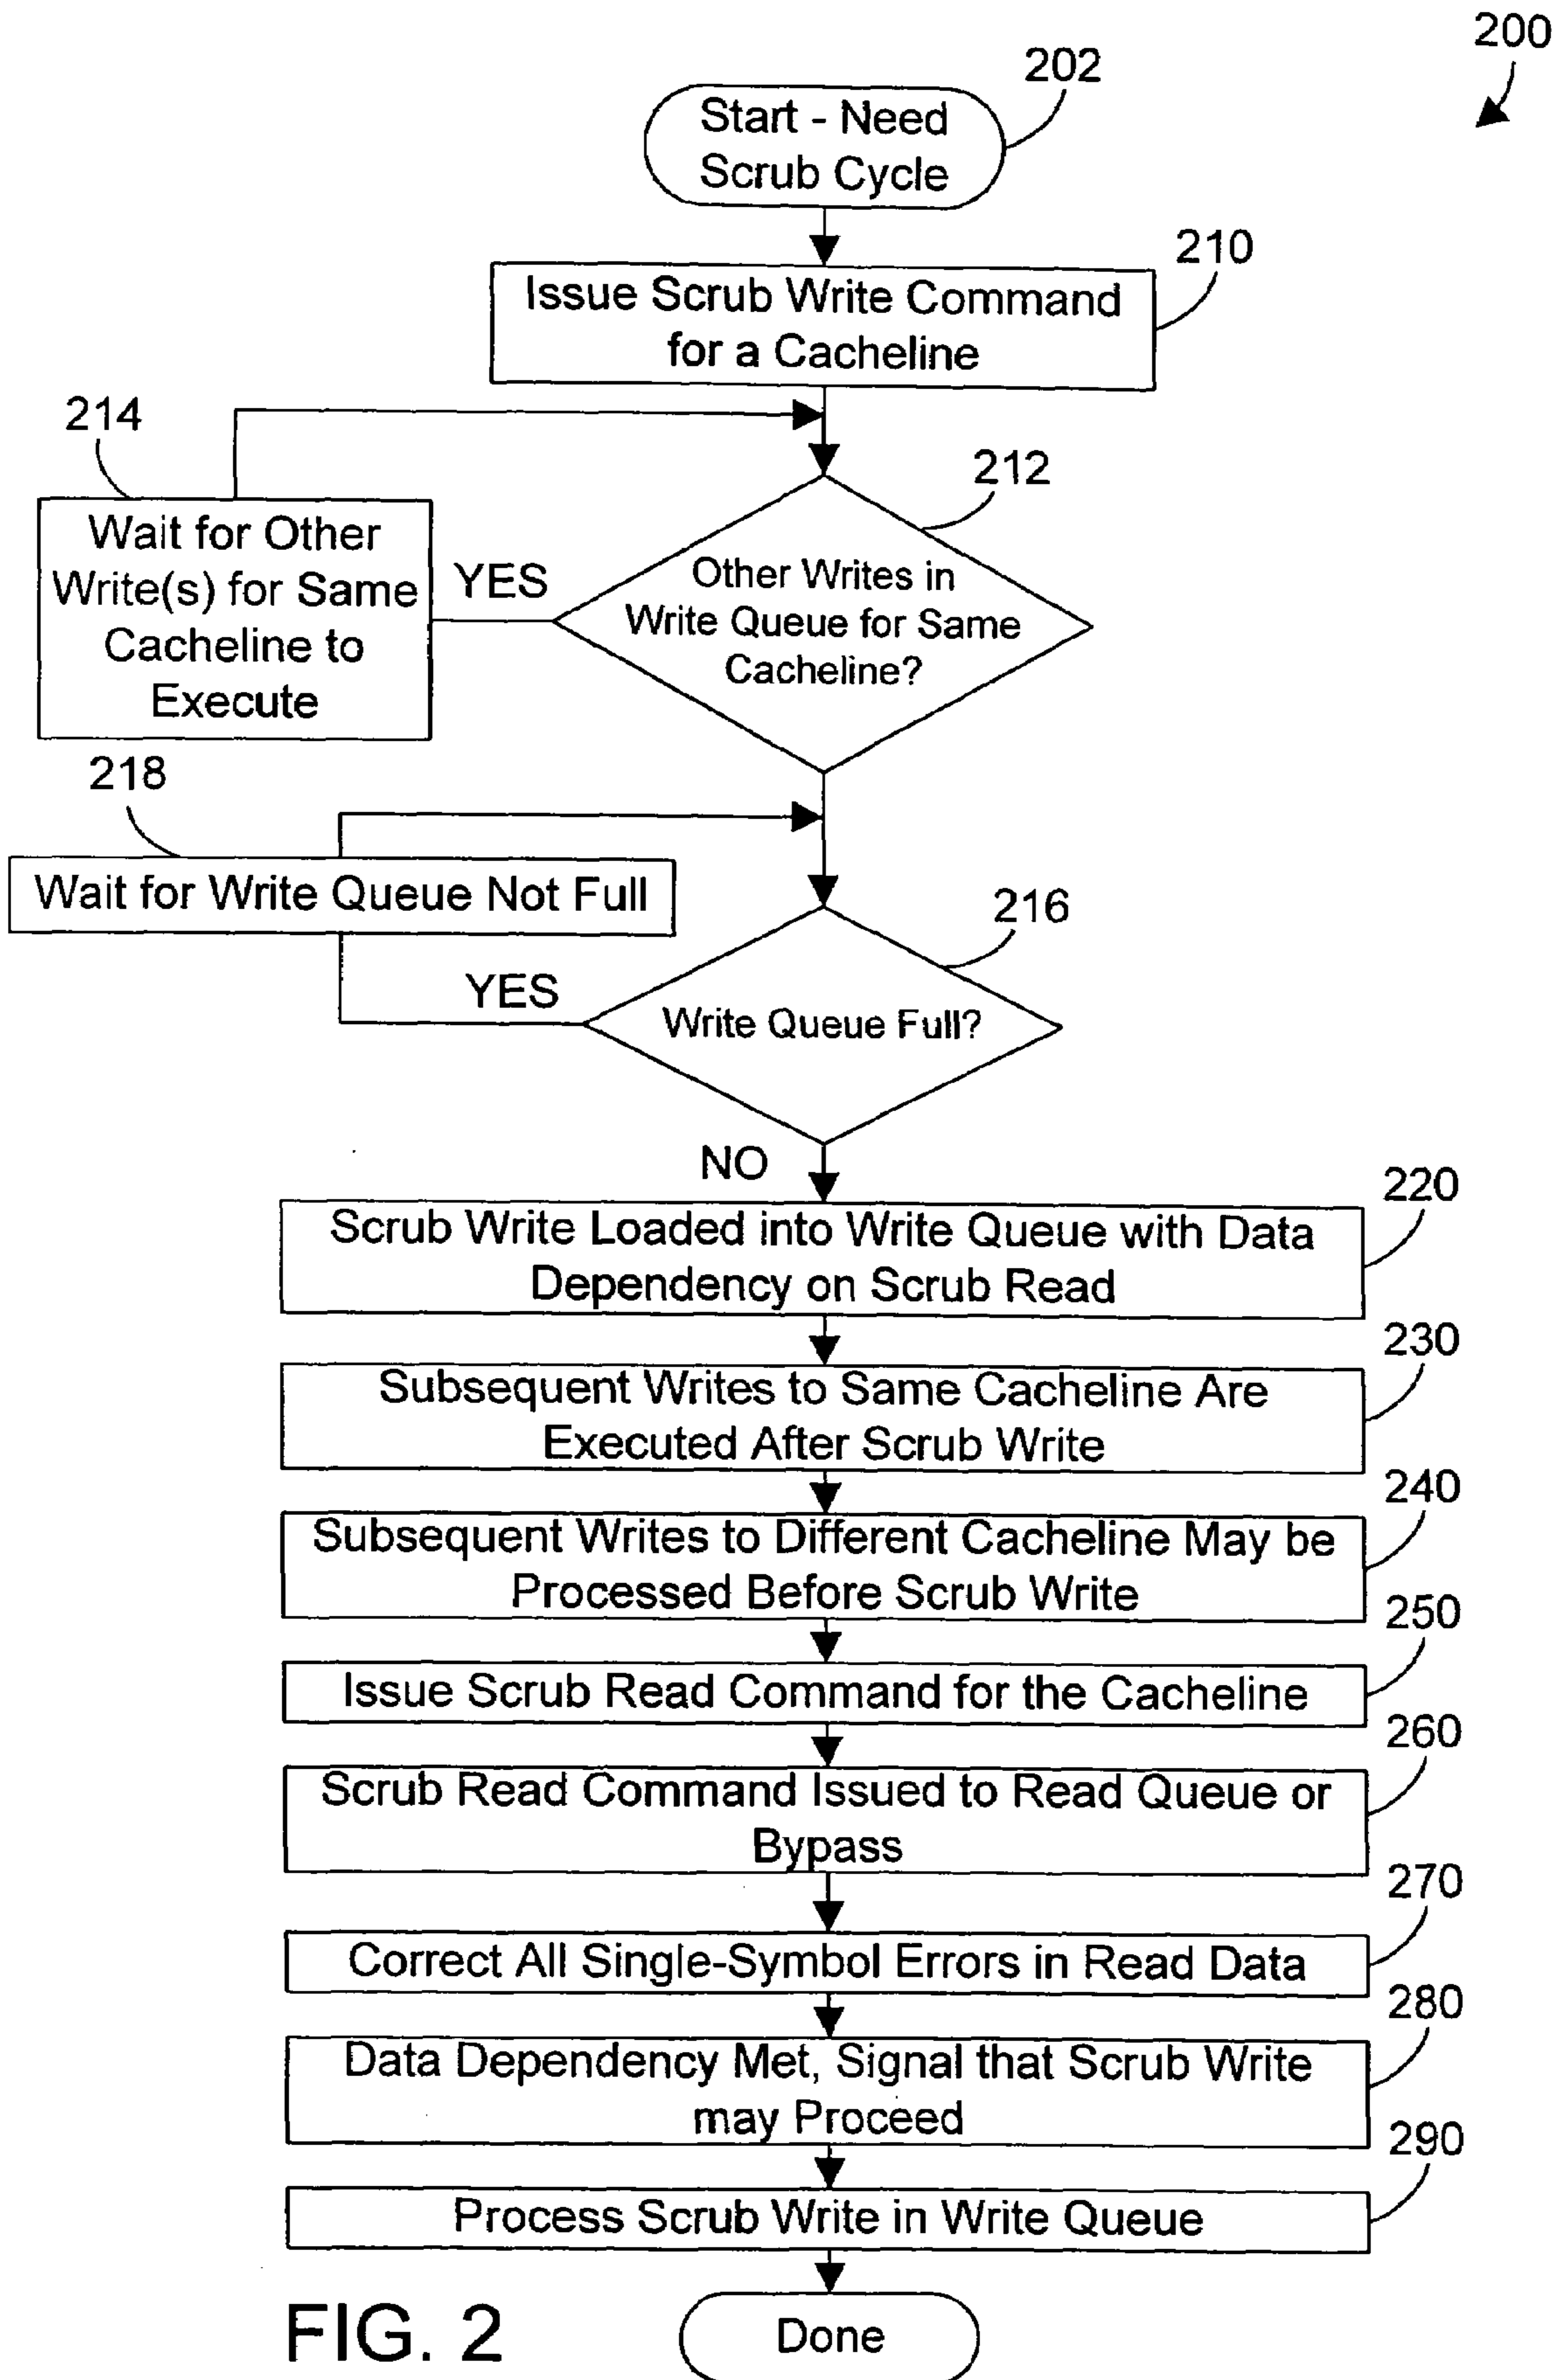 200
202
Start - Need
Scrub Cycle
210
Issue Scrub Write Command
for a Cacheline
214
212
Wait for Other
Write(s) for Same
Cacheline to
Execute
YES
Other Writes in
Write Queue for Same
Cacheline?
218
Wait for Write Queue Not Full
216
YES
Write Queue Full?
NO
220
Scrub Write Loaded into Write Queue with Data
Dependency on Scrub Read
230
Subsequent Writes to Same Cacheline Are
Executed After Scrub Write
240
Subsequent Writes to Different Cacheline May be
Processed Before Scrub Write
250
Issue Scrub Read Command for the Cacheline
260
Scrub Read Command Issued to Read Queue or
Bypass
270
Correct All Single-Symbol Errors in Read Data
280
Data Dependency Met, Signal that Scrub Write
may Proceed
290
Process Scrub Write in Write Queue
FIG. 2
Done